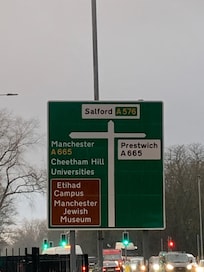 Salford A576
Manchester
A665
Cheetham Hill
Universities
Prestwich
A665
Etihad
Campus
Manchester
Jewish
Museum